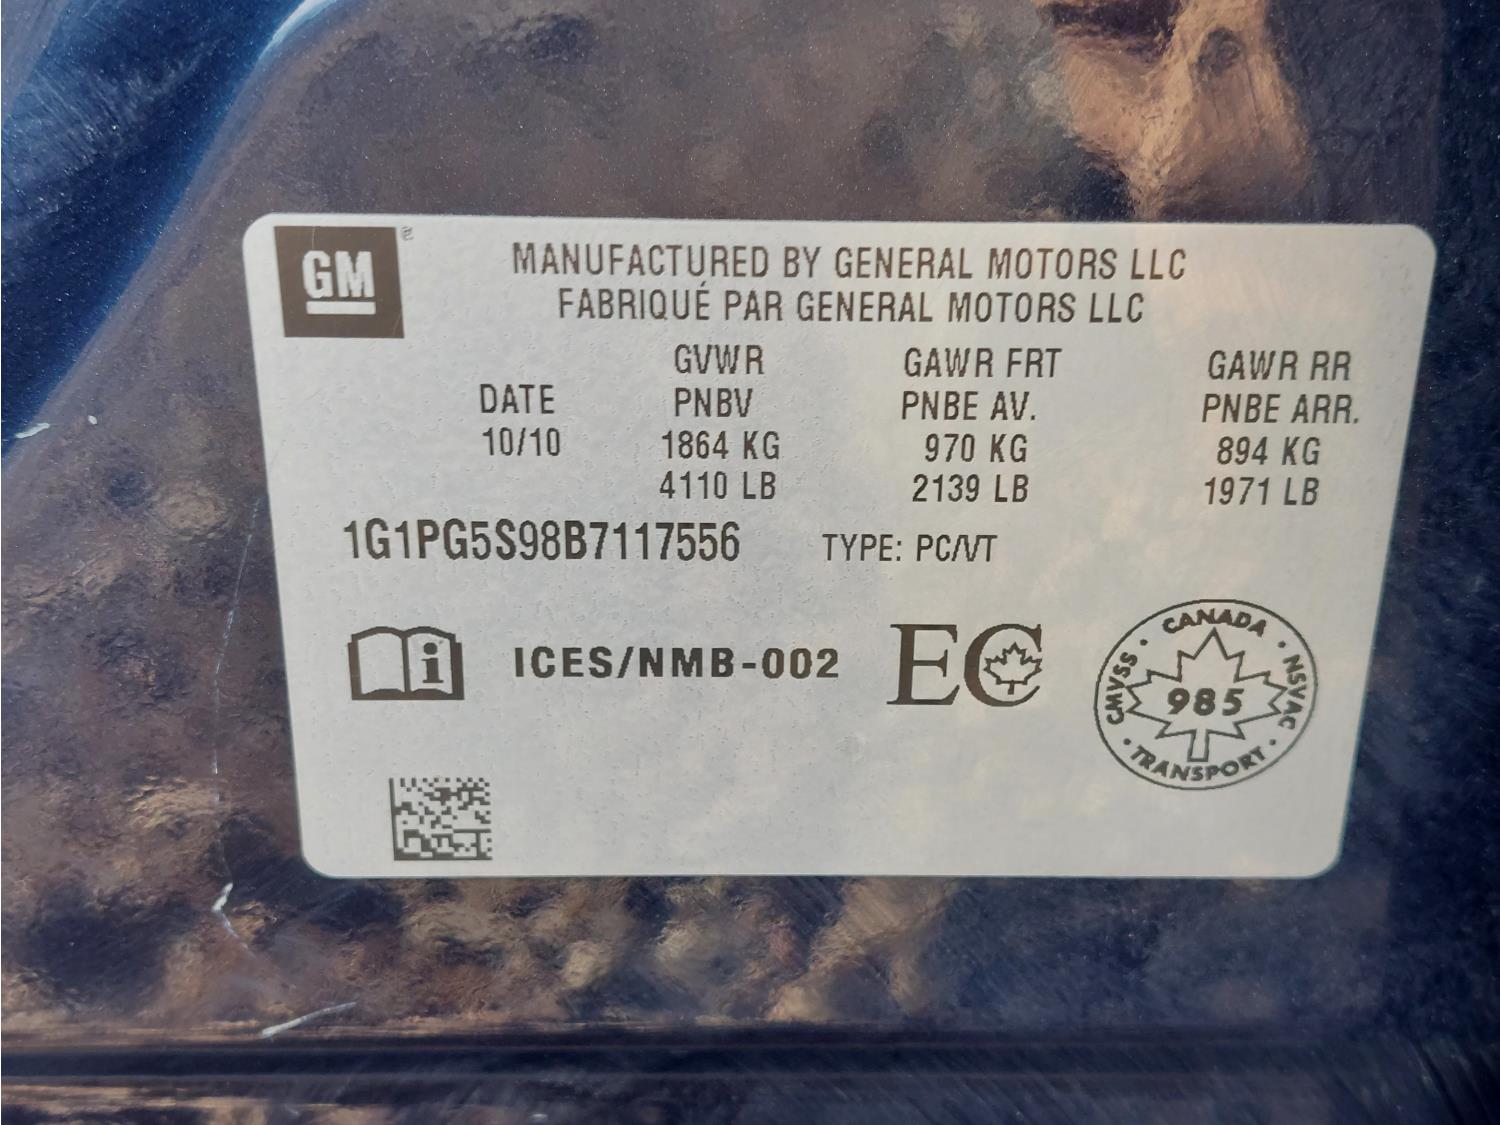 GM
MANUFACTURED BY GENERAL MOTORS LLC
FABRIQUÉ PAR GENERAL MOTORS LLC
GVWR GAWR FRT GAWR RR
DATE PNBV PNBE AV. PNBE ARR.
10/10 1864 KG 970 KG 894 KG
4110 LB 2139 LB 1971 LB
1G1PG5S98B7117556 TYPE: PC/VT
i ICES/NMB-002 EC
CANADA
CMVSS · 985 · NSVAC
· TRANSPORT ·